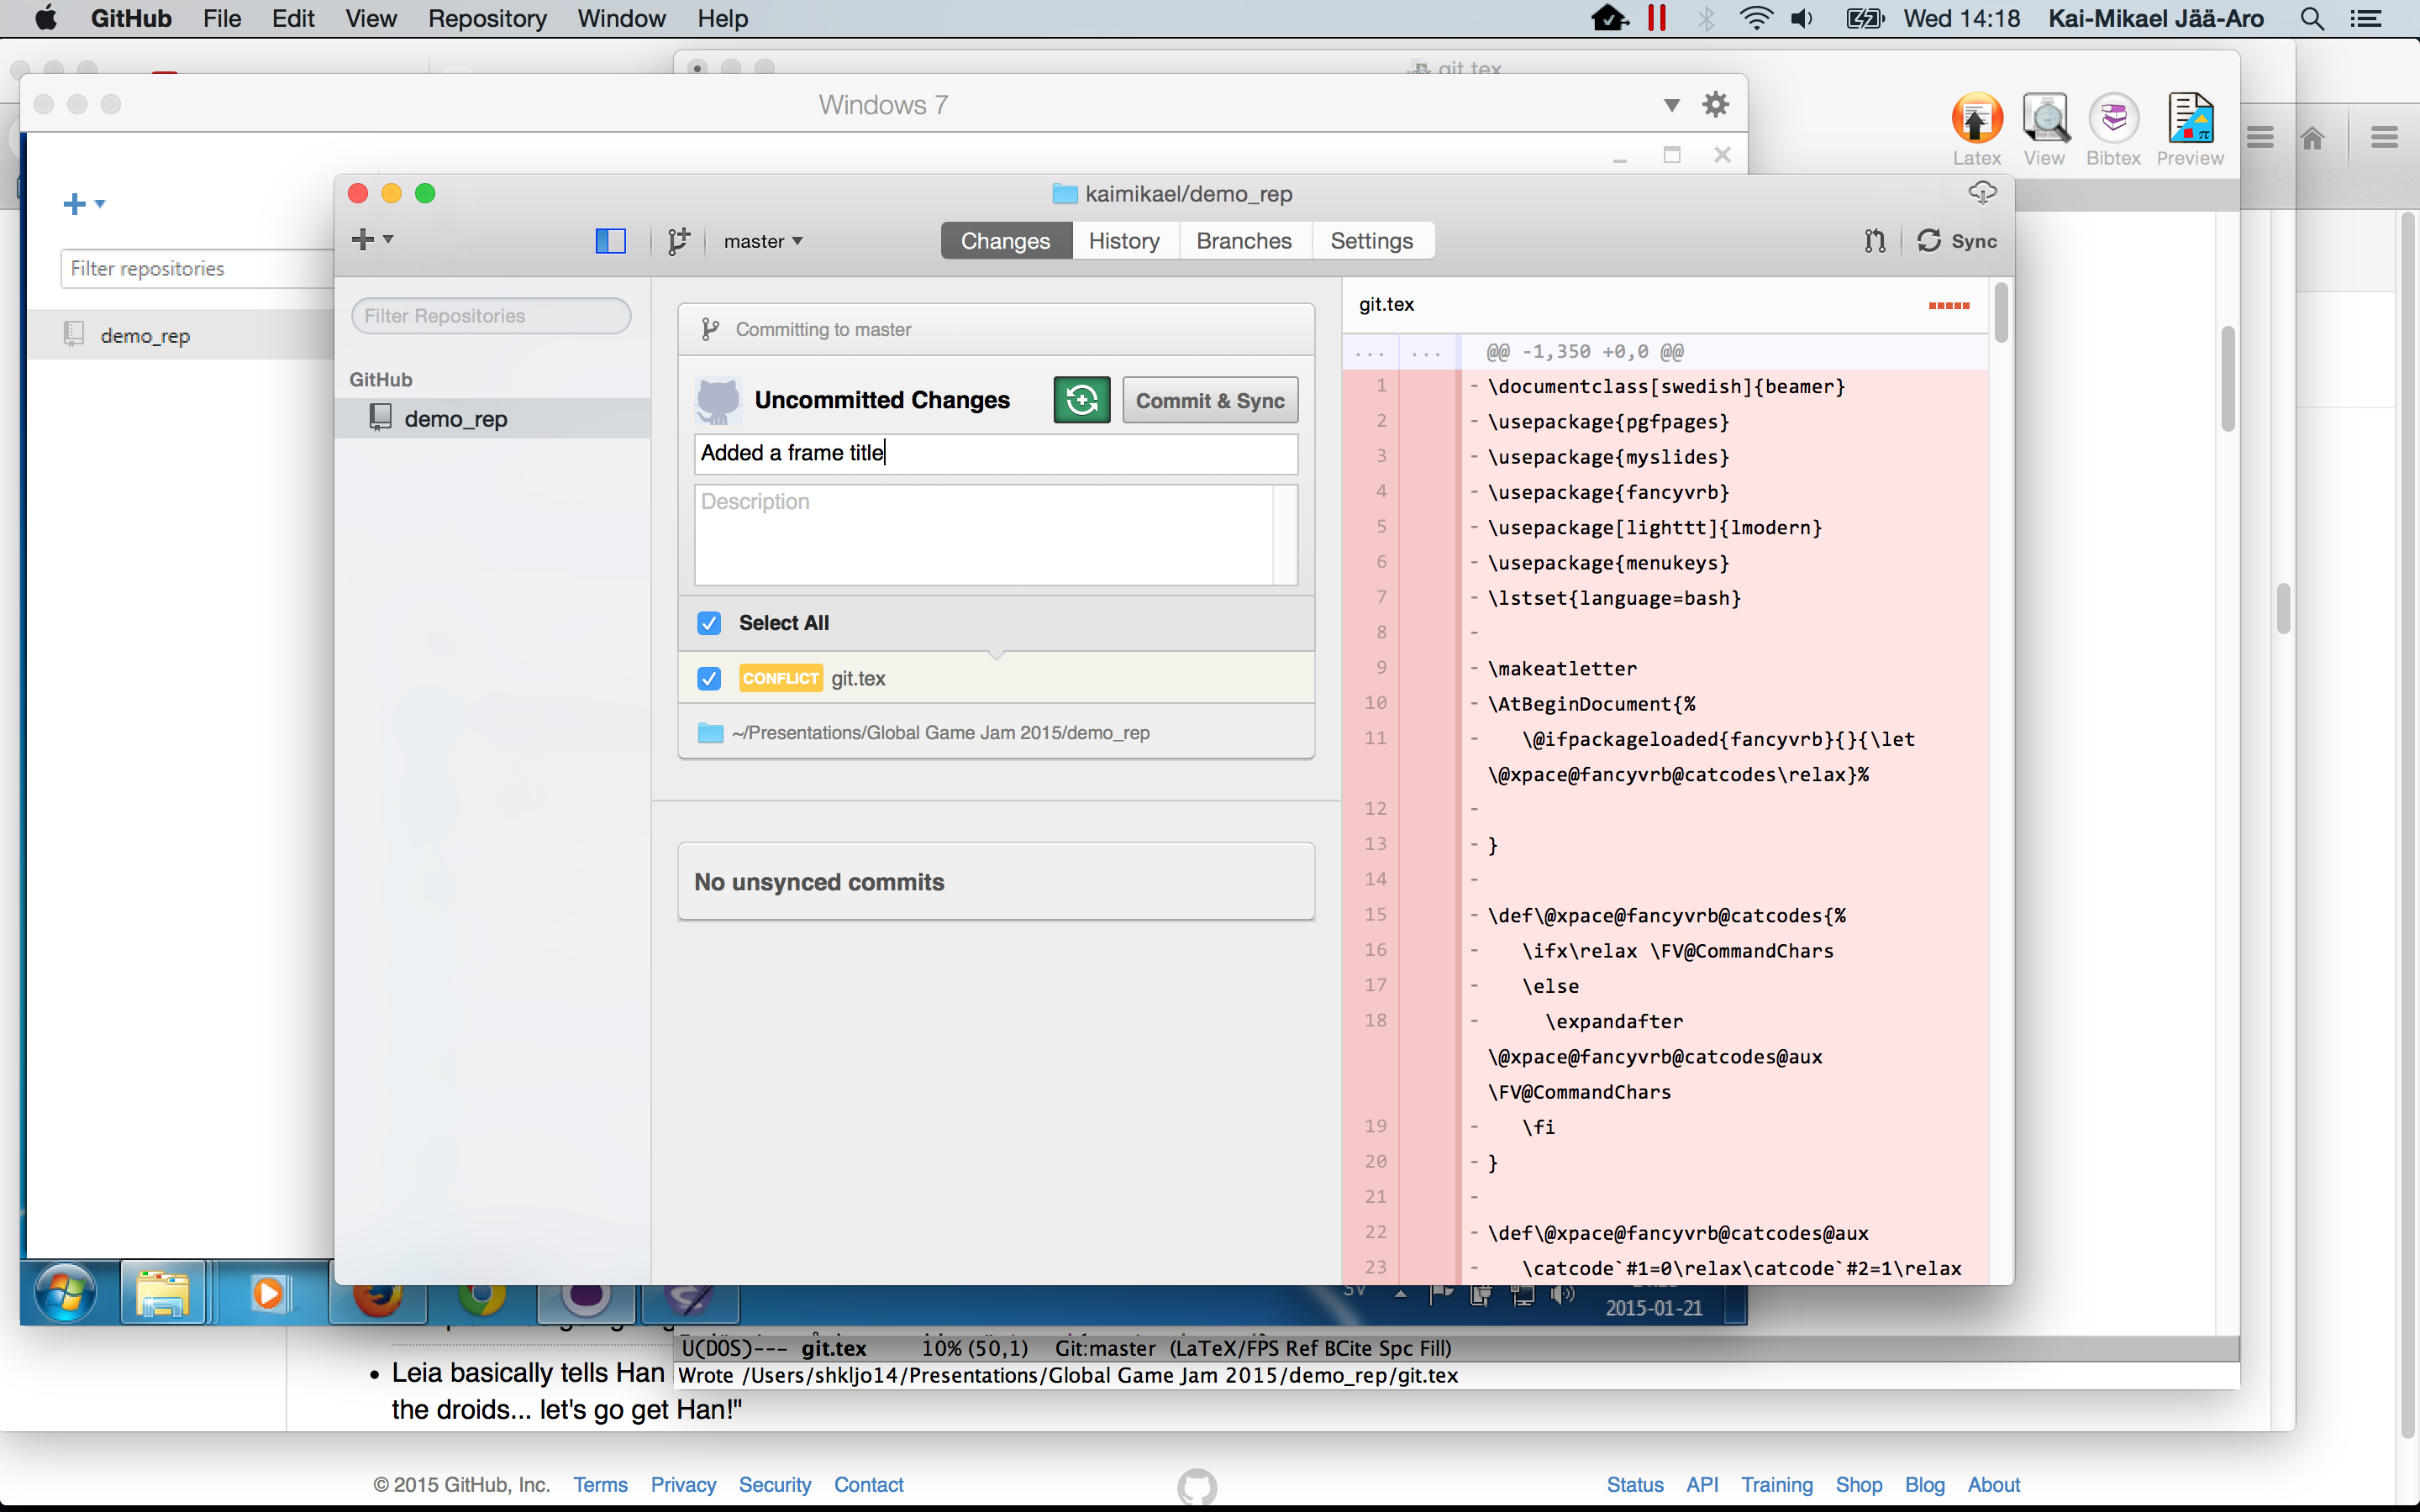 GitHub File Edit View Repository Window Help
Wed 14:18 Kai-Mikael Jää-Aro
git.tex
Windows 7
Latex View Bibtex Preview
Filter repositories
demo_rep
kaimikael/demo_rep
master
Changes History Branches Settings
Sync
Filter Repositories
GitHub
demo_rep
Committing to master
Uncommitted Changes
Commit & Sync
Added a frame title
Description
Select All
CONFLICT git.tex
~/Presentations/Global Game Jam 2015/demo_rep
No unsynced commits
git.tex
... ... @@ -1,350 +0,0 @@
1 - \documentclass[swedish]{beamer}
2 - \usepackage{pgfpages}
3 - \usepackage{myslides}
4 - \usepackage{fancyvrb}
5 - \usepackage[lighttt]{lmodern}
6 - \usepackage{menukeys}
7 - \lstset{language=bash}
8 -
9 - \makeatletter
10 - \AtBeginDocument{%
11 - \@ifpackageloaded{fancyvrb}{}{\let
\@xpace@fancyvrb@catcodes\relax}%
12 -
13 - }
14 -
15 - \def\@xpace@fancyvrb@catcodes{%
16 - \ifx\relax \FV@CommandChars
17 - \else
18 - \expandafter
\@xpace@fancyvrb@catcodes@aux
\FV@CommandChars
19 - \fi
20 - }
21 -
22 - \def\@xpace@fancyvrb@catcodes@aux
23 - \catcode`#1=0\relax\catcode`#2=1\relax
SV
2015-01-21
U(DOS)--- git.tex 10% (50,1) Git:master (LaTeX/FPS Ref BCite Spc Fill)
Wrote /Users/shkljo14/Presentations/Global Game Jam 2015/demo_rep/git.tex
• Leia basically tells Han
the droids... let's go get Han!"
© 2015 GitHub, Inc. Terms Privacy Security Contact
Status API Training Shop Blog About